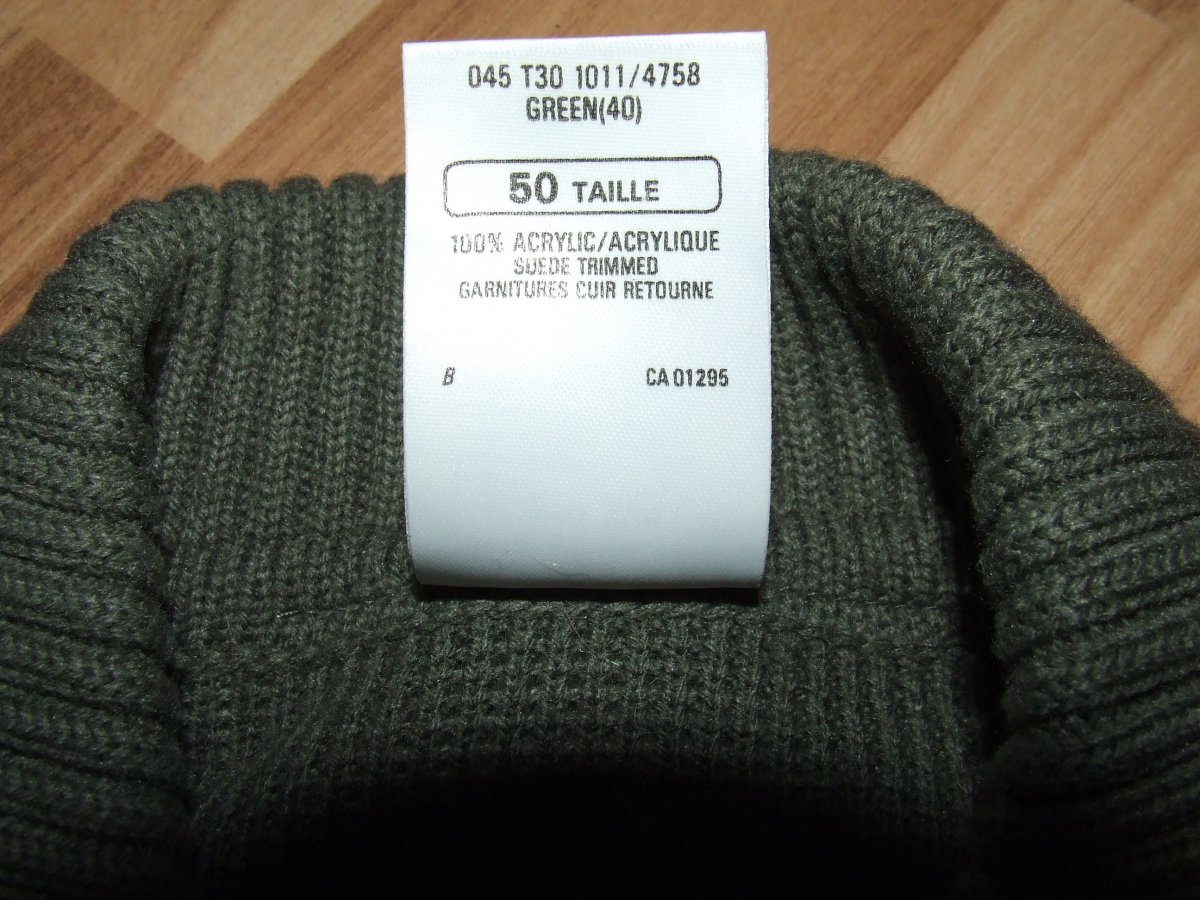 045 T30 1011/4758
GREEN(40)
50 TAILLE
100% ACRYLIC/ACRYLIQUE
SUEDE TRIMMED
GARNITURES CUIR RETOURNE
B CA 01295